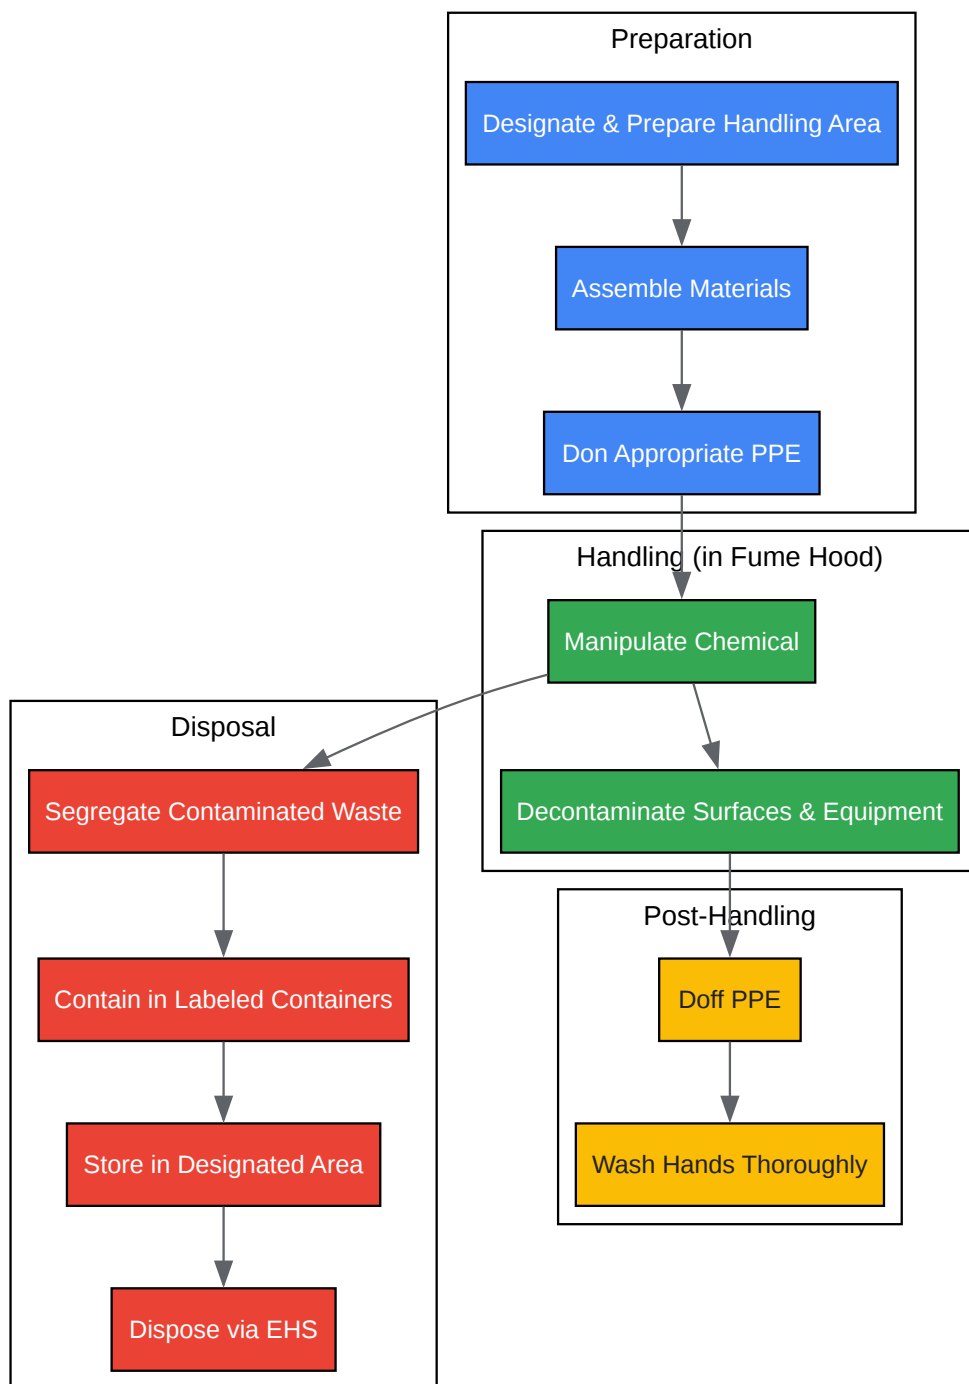 Preparation
Designate & Prepare Handling Area
Assemble Materials
Don Appropriate PPE
Handling (in Fume Hood)
Manipulate Chemical
Decontaminate Surfaces & Equipment
Disposal
Segregate Contaminated Waste
Contain in Labeled Containers
Store in Designated Area
Dispose via EHS
Post-Handling
Doff PPE
Wash Hands Thoroughly